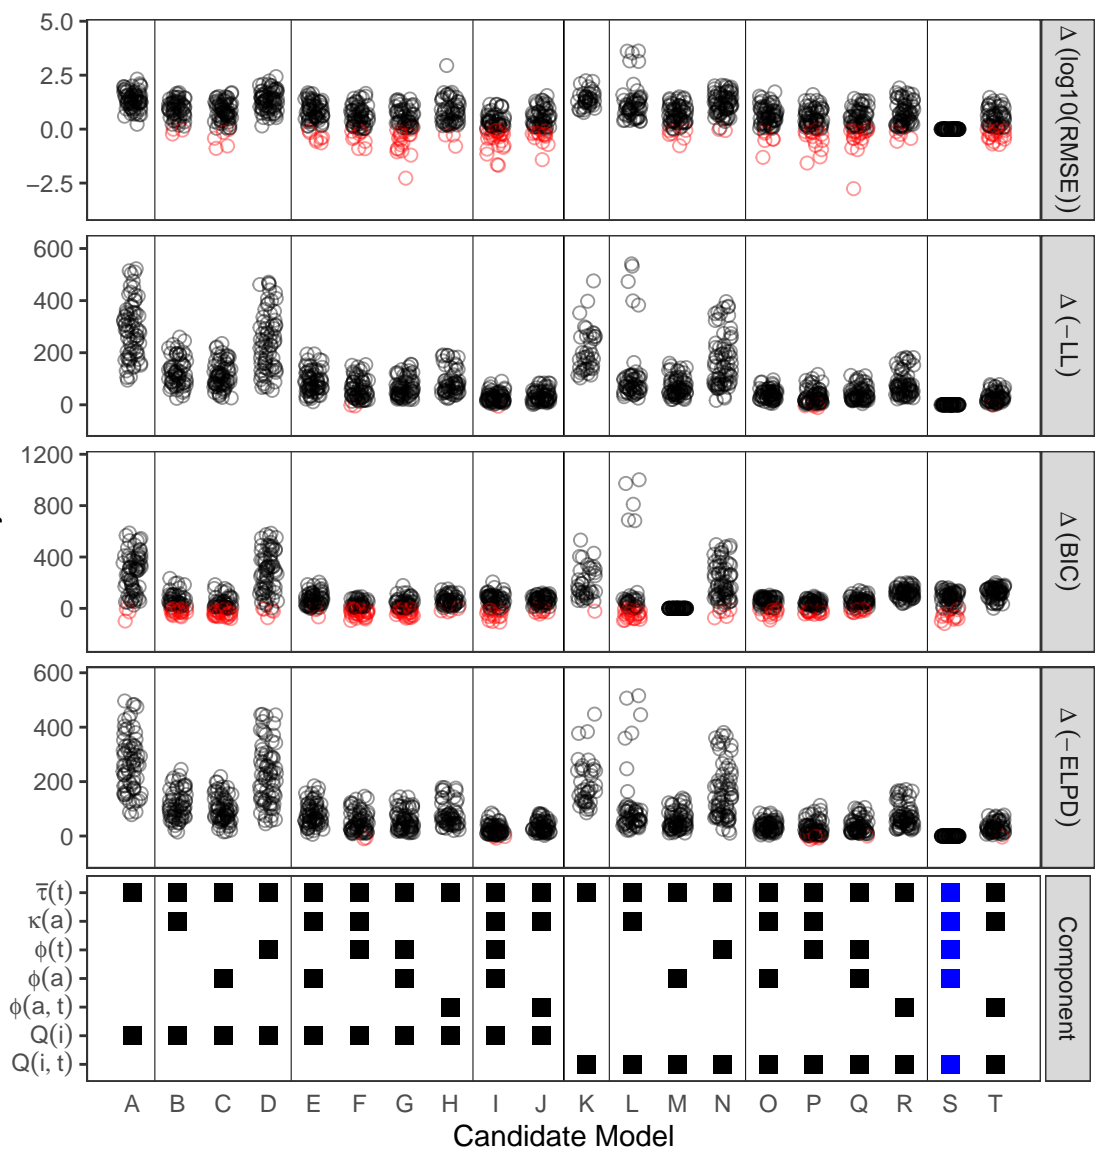 5.0
2.5
0.0
−2.5
Δ(log10(RMSE))
600
400
200
0
Δ(−LL)
1200
800
400
0
Δ(BIC)
600
400
200
0
Δ(−ELPD)
τ̅(t)
κ(a)
ϕ(t)
ϕ(a)
ϕ(a, t)
Q(i)
Q(i, t)
Component
A B C D E F G H I J K L M N O P Q R S T
Candidate Model